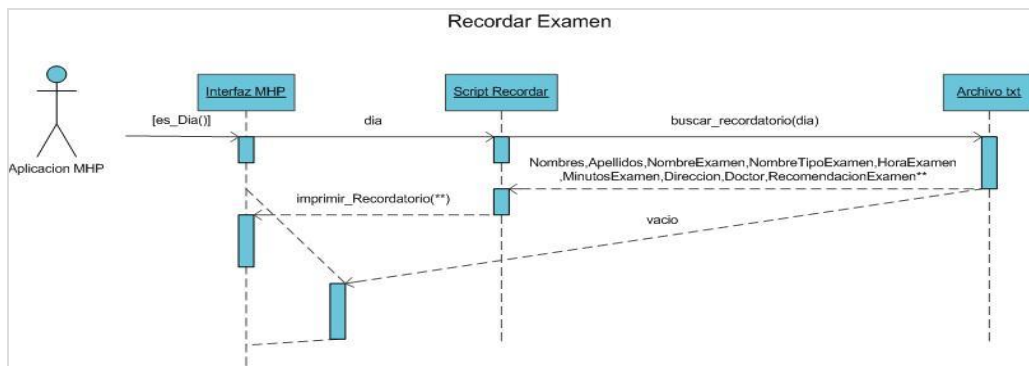 Recordar Examen
Interfaz MHP
Script Recordar
Archivo txt
[es_Dia()]
dia
buscar_recordatorio(dia)
Aplicacion MHP
Nombres,Apellidos,NombreExamen,NombreTipoExamen,HoraExamen
,MinutosExamen,Direccion,Doctor,RecomendacionExamen**
imprimir_Recordatorio(**)
vacio